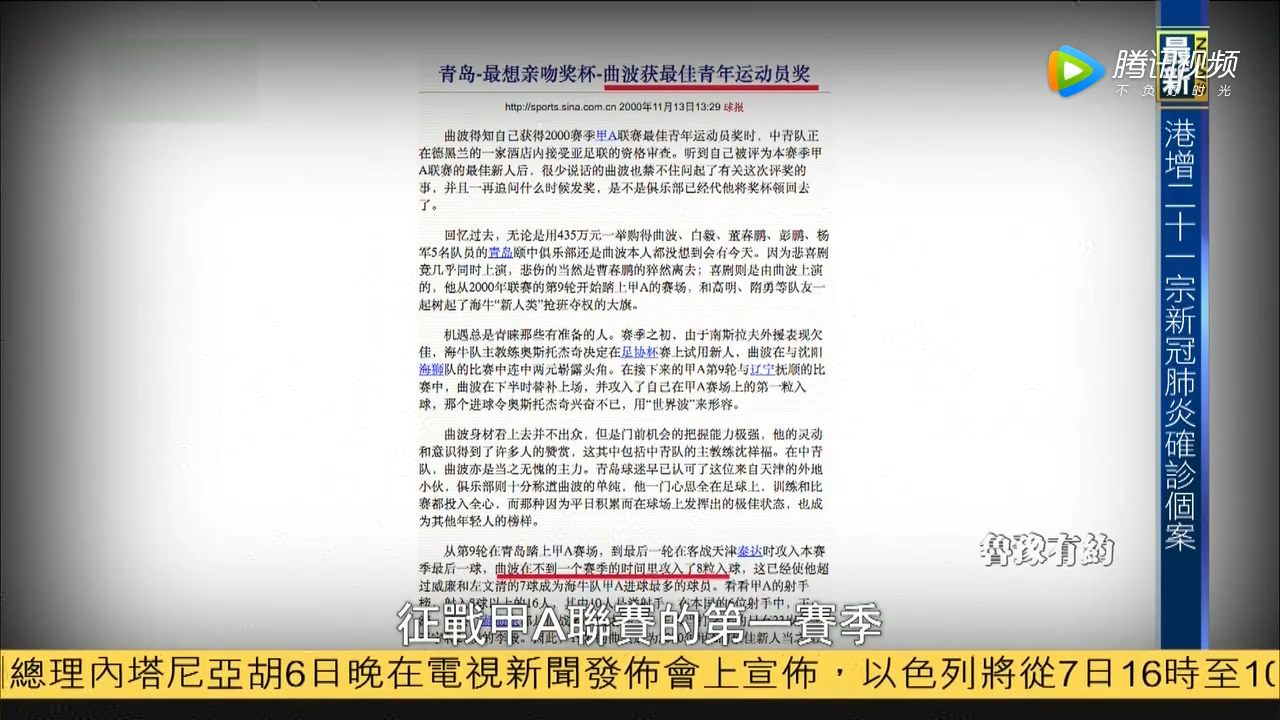 青岛-最想亲吻奖杯-曲波获最佳青年运动员奖
http://sports.sina.com.cn 2000年11月13日13:29 球报
曲波得知自己获得2000赛季甲A联赛最佳青年运动员奖时，中青队正
在德黑兰的一家酒店内接受亚足联的资格审查。听到自己被评为本赛季甲
A联赛的最佳新人后，很少说话的曲波也禁不住问起了有关这次评奖的
事，并且一再追问什么时候发奖，是不是俱乐部已经代他将奖杯领回去
了。
回忆过去，无论是用435万元一举购得曲波、白毅、董春鹏、彭鹏、杨
军5名队员的青岛颐中俱乐部还是曲波本人都没想到会有今天。因为悲喜剧
竟几乎同时上演，悲伤的当然是曹春鹏的猝然离去；喜剧则是由曲波上演
的，他从2000年联赛的第9轮开始踏上甲A的赛场，和高明、隋勇等队友一
起树起了海牛“新人类”抢班夺权的大旗。
机遇总是青睐那些有准备的人。赛季之初，由于南斯拉夫外援表现欠
佳，海牛队主教练奥斯托杰奇决定在足协杯赛上试用新人，曲波在与沈阳
海狮队的比赛中连中两元崭露头角。在接下来的甲A第9轮与辽宁抚顺的比
赛中，曲波在下半时替补上场，并攻入了自己在甲A赛场上的第一粒入
球，那个进球令奥斯托杰奇兴奋不已，用“世界波”来形容。
曲波身材看上去并不出众，但是门前机会的把握能力极强，他的灵动
和意识得到了许多人的赞赏，这其中包括中青队的主教练沈祥福。在中青
队，曲波亦是当之无愧的主力。青岛球迷早已认可了这位来自天津的外地
小伙，俱乐部则十分称道曲波的单纯，他一门心思全在足球上，训练和比
赛都投入全心，而那种因为平日积累而在球场上发挥出的极佳状态，也成
为其他年轻人的榜样。
从第9轮在青岛踏上甲A赛场，到最后一轮在客战天津泰达时攻入本赛
季最后一球，曲波在不到一个赛季的时间里攻入了8粒入球，这已经使他超
过威廉和左文清的7球成为海牛队甲A进球最多的球员。看看甲A的射手
征戰甲A聯賽的第一賽季
總理內塔尼亞胡6日晚在電視新聞發佈會上宣佈，以色列將從7日16時至10
腾讯视频
不负好时光
最新
港增二十一宗新冠肺炎確診個案
魯豫有約